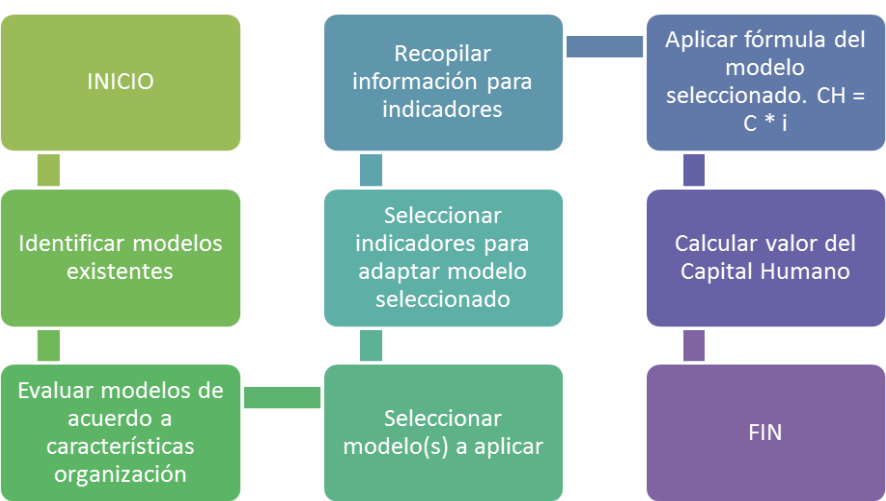 INICIO
Identificar modelos
existentes
Evaluar modelos de
acuerdo a
características
organización
Seleccionar
modelo(s) a aplicar
Seleccionar
indicadores para
adaptar modelo
seleccionado
Recopilar
información para
indicadores
Aplicar fórmula del
modelo
seleccionado. CH =
C * i
Calcular valor del
Capital Humano
FIN